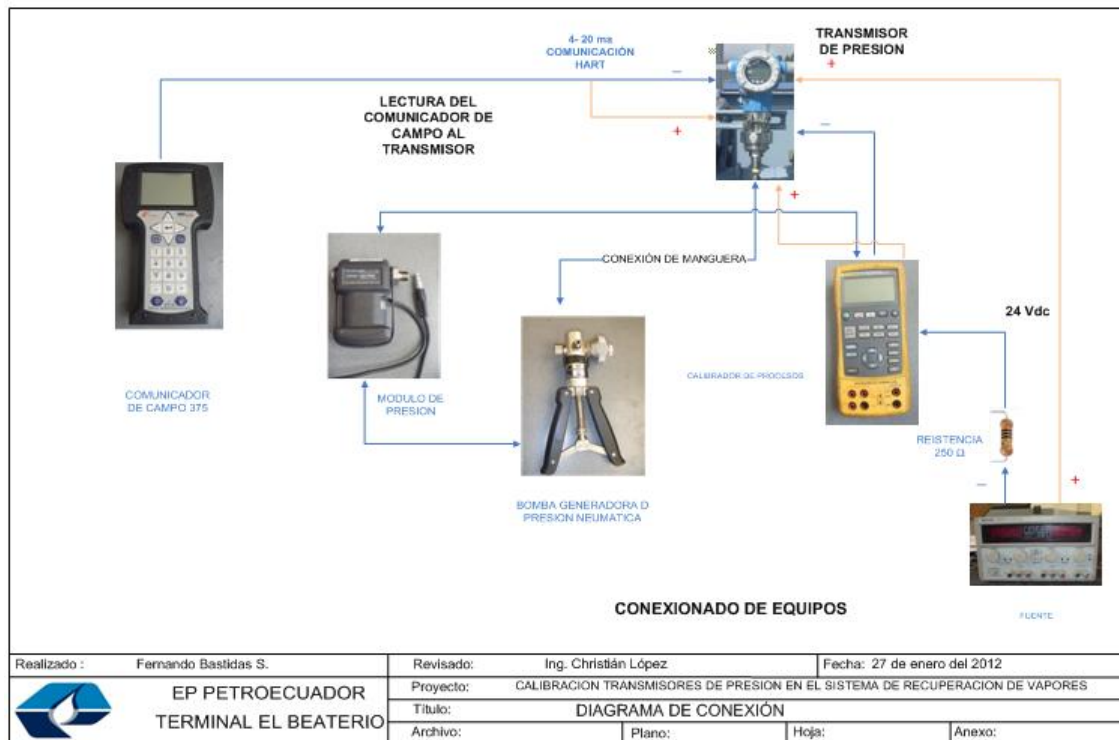 4- 20 ma
COMUNICACIÓN
HART
TRANSMISOR
DE PRESION
+
–
LECTURA DEL
COMUNICADOR DE
CAMPO AL
TRANSMISOR
+
–
+
CONEXIÓN DE MANGUERA
24 Vdc
COMUNICADOR
DE CAMPO 375
MODULO DE
PRESION
CALIBRADOR DE PROCESOS
REISTENCIA
250 Ω
–
+
BOMBA GENERADORA D
PRESION NEUMATICA
CONEXIONADO DE EQUIPOS
FUENTE
Realizado : Fernando Bastidas S.
Revisado: Ing. Christián López
Fecha: 27 de enero del 2012
EP PETROECUADOR
TERMINAL EL BEATERIO
Proyecto: CALIBRACION TRANSMISORES DE PRESION EN EL SISTEMA DE RECUPERACION DE VAPORES
Título: DIAGRAMA DE CONEXIÓN
Archivo: Plano: Hoja: Anexo: